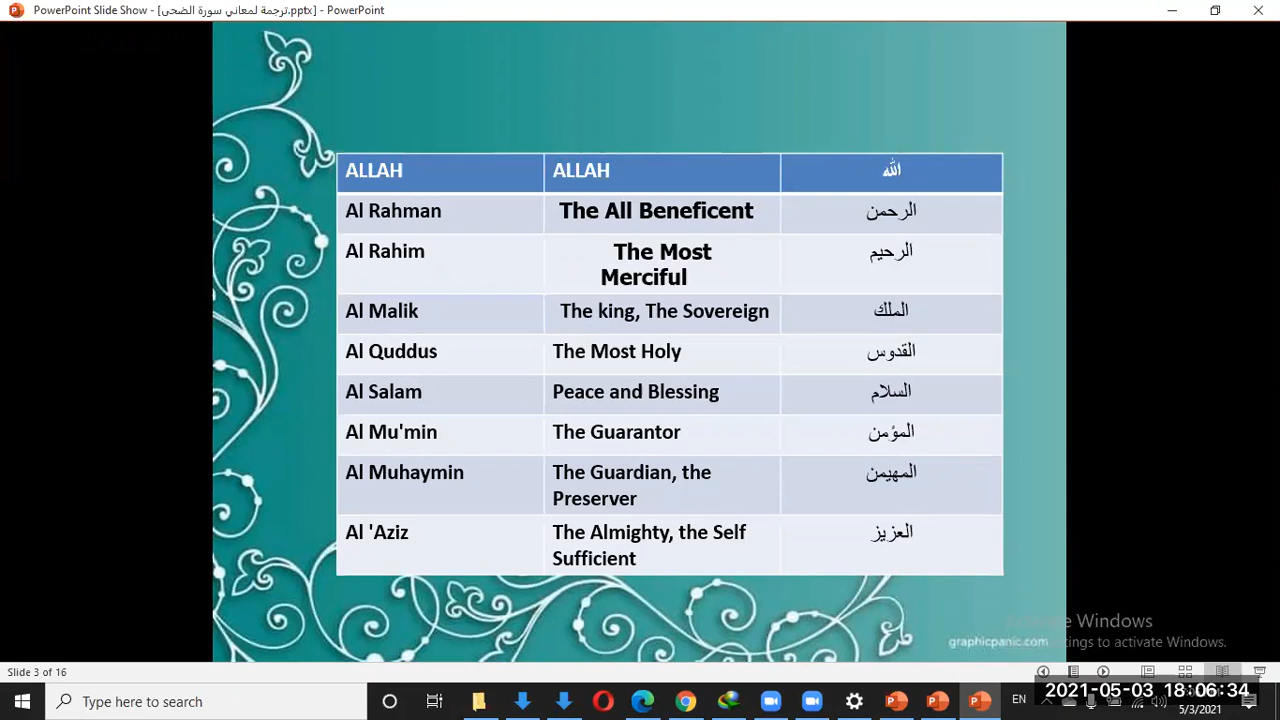 PowerPoint Slide Show - [ترجمة لمعاني سورة الضحى.pptx] - PowerPoint
ALLAH ALLAH الله
Al Rahman The All Beneficent الرحمن
Al Rahim The Most الرحيم
Merciful
Al Malik The king, The Sovereign الملك
Al Quddus The Most Holy القدوس
Al Salam Peace and Blessing السلام
Al Mu'min The Guarantor المؤمن
Al Muhaymin The Guardian, the المهيمن
Preserver
Al 'Aziz The Almighty, the Self العزيز
Sufficient
Windows
graphicpanic.com to activate Windows.
Slide 3 of 16
Type here to search
ENG
2021-05-03 18:06:34
5/3/2021